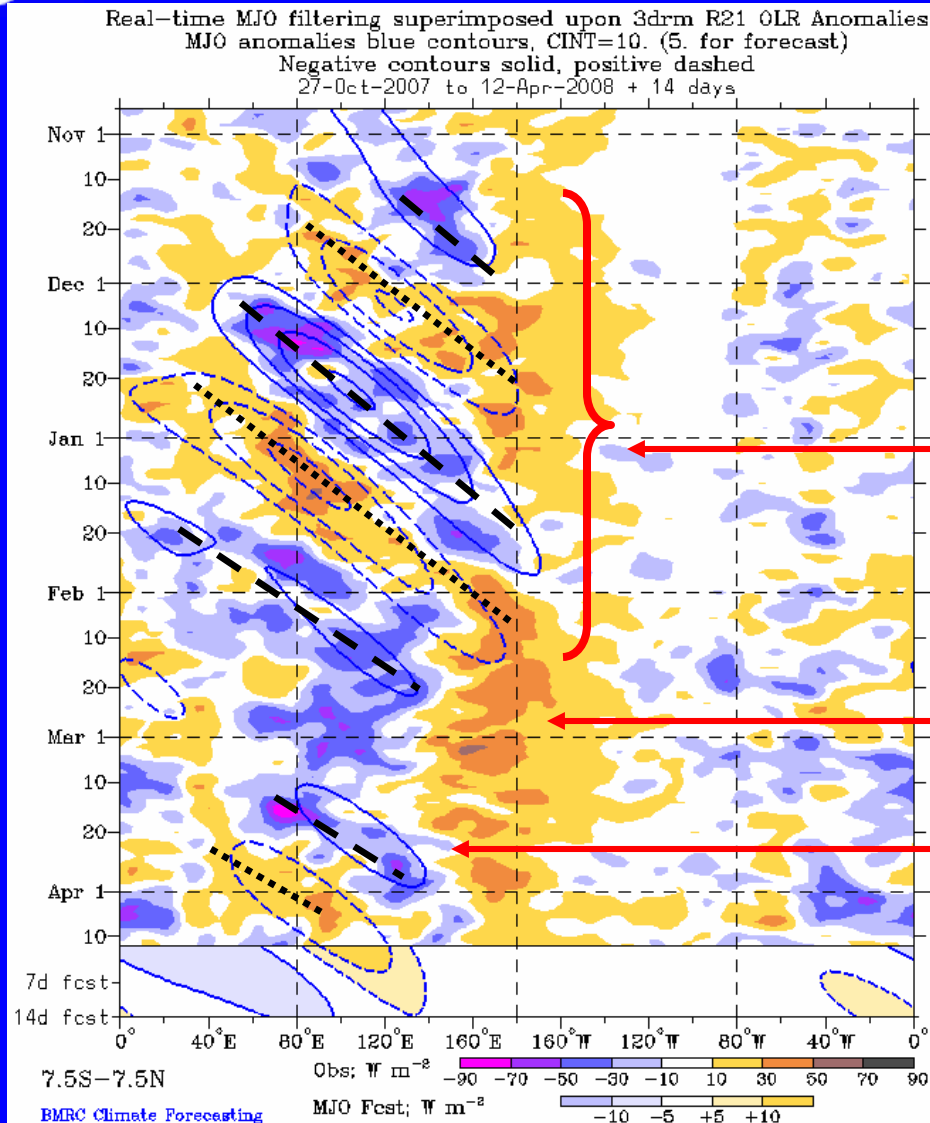 Real-time MJO filtering superimposed upon 3drm R21 OLR Anomalies
MJO anomalies blue contours, CINT=10. (5. for forecast)
Negative contours solid, positive dashed
27-Oct-2007 to 12-Apr-2008 + 14 days
Nov 1
10
20
Dec 1
10
20
Jan 1
10
20
Feb 1
10
20
Mar 1
10
20
Apr 1
10
7d fcst
14d fcst
0° 40°E 80°E 120°E 160°E 160°W 120°W 80°W 40°W 0°
7.5S-7.5N
Obs; W m⁻²
-90 -70 -50 -30 -10 10 30 50 70 90
BMRC Climate Forecasting
MJO Fcst; W m⁻²
-10 -5 +5 +10